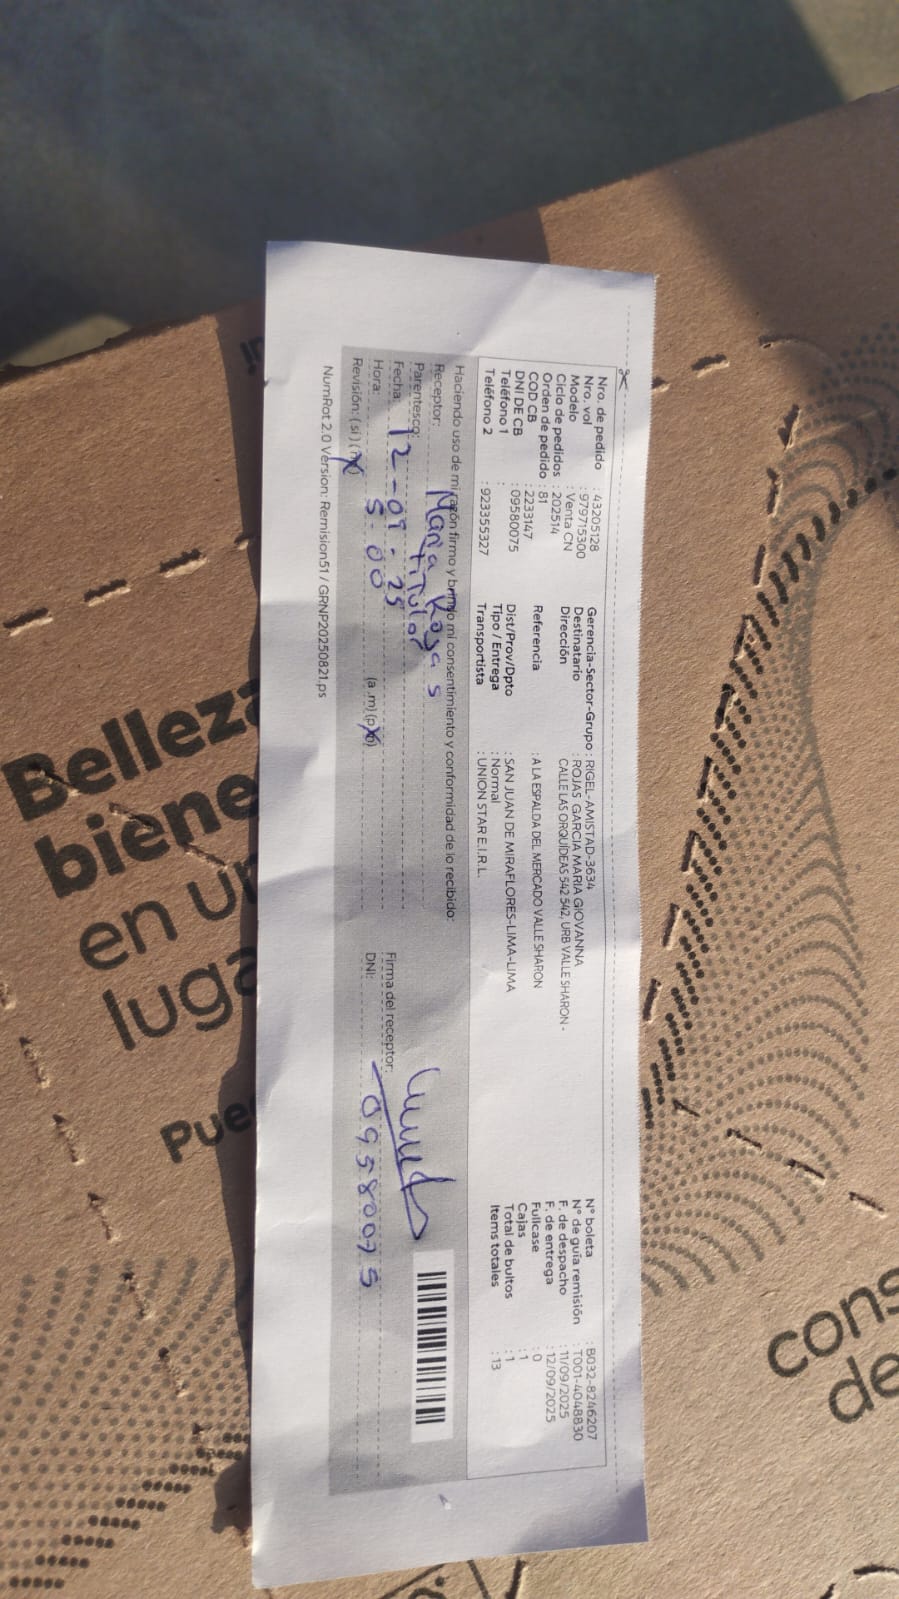 Nro. de pedido : 43205128
Nro. vol : 979715300
Modelo : Venta CN
Ciclo de pedidos : 202514
Orden de pedido : 81
COD CB : 2233147
DNI DE CB : 09580075
Teléfono 1 :
Teléfono 2 : 923355327
Gerencia-Sector-Grupo : RIGEL-AMISTAD-3634
Destinatario : ROJAS GARCIA MARIA GIOVANNA
Dirección : CALLE LAS ORQUÍDEAS 542 542, URB VALLE SHARON -
Referencia : A LA ESPALDA DEL MERCADO VALLE SHARON
Dist/Prov/Dpto : SAN JUAN DE MIRAFLORES-LIMA-LIMA
Tipo / Entrega : Normal
Transportista : UNION STAR E.I.R.L.
N° boleta : B032-8246207
N° de guía remisión : T001-4048830
F. de despacho : 11/09/2025
F. de entrega : 12/09/2025
Fullcase : 0
Cajas : 1
Total de bultos : 1
Items totales : 13
Haciendo uso de mi razón firmo y brindo mi consentimiento y conformidad de lo recibido:
Receptor: Maria Rojas
Parentesco: titular
Fecha: 12-09-25
Hora: 5:00 (a.m) (p.m)
Revisión: (si) (no)
Firma del receptor:
DNI: 09580075
NumRot 2.0 Version: Remision51 / GRNP20250821.ps
Belleza
biene
en un
luga
Pue
cons
de